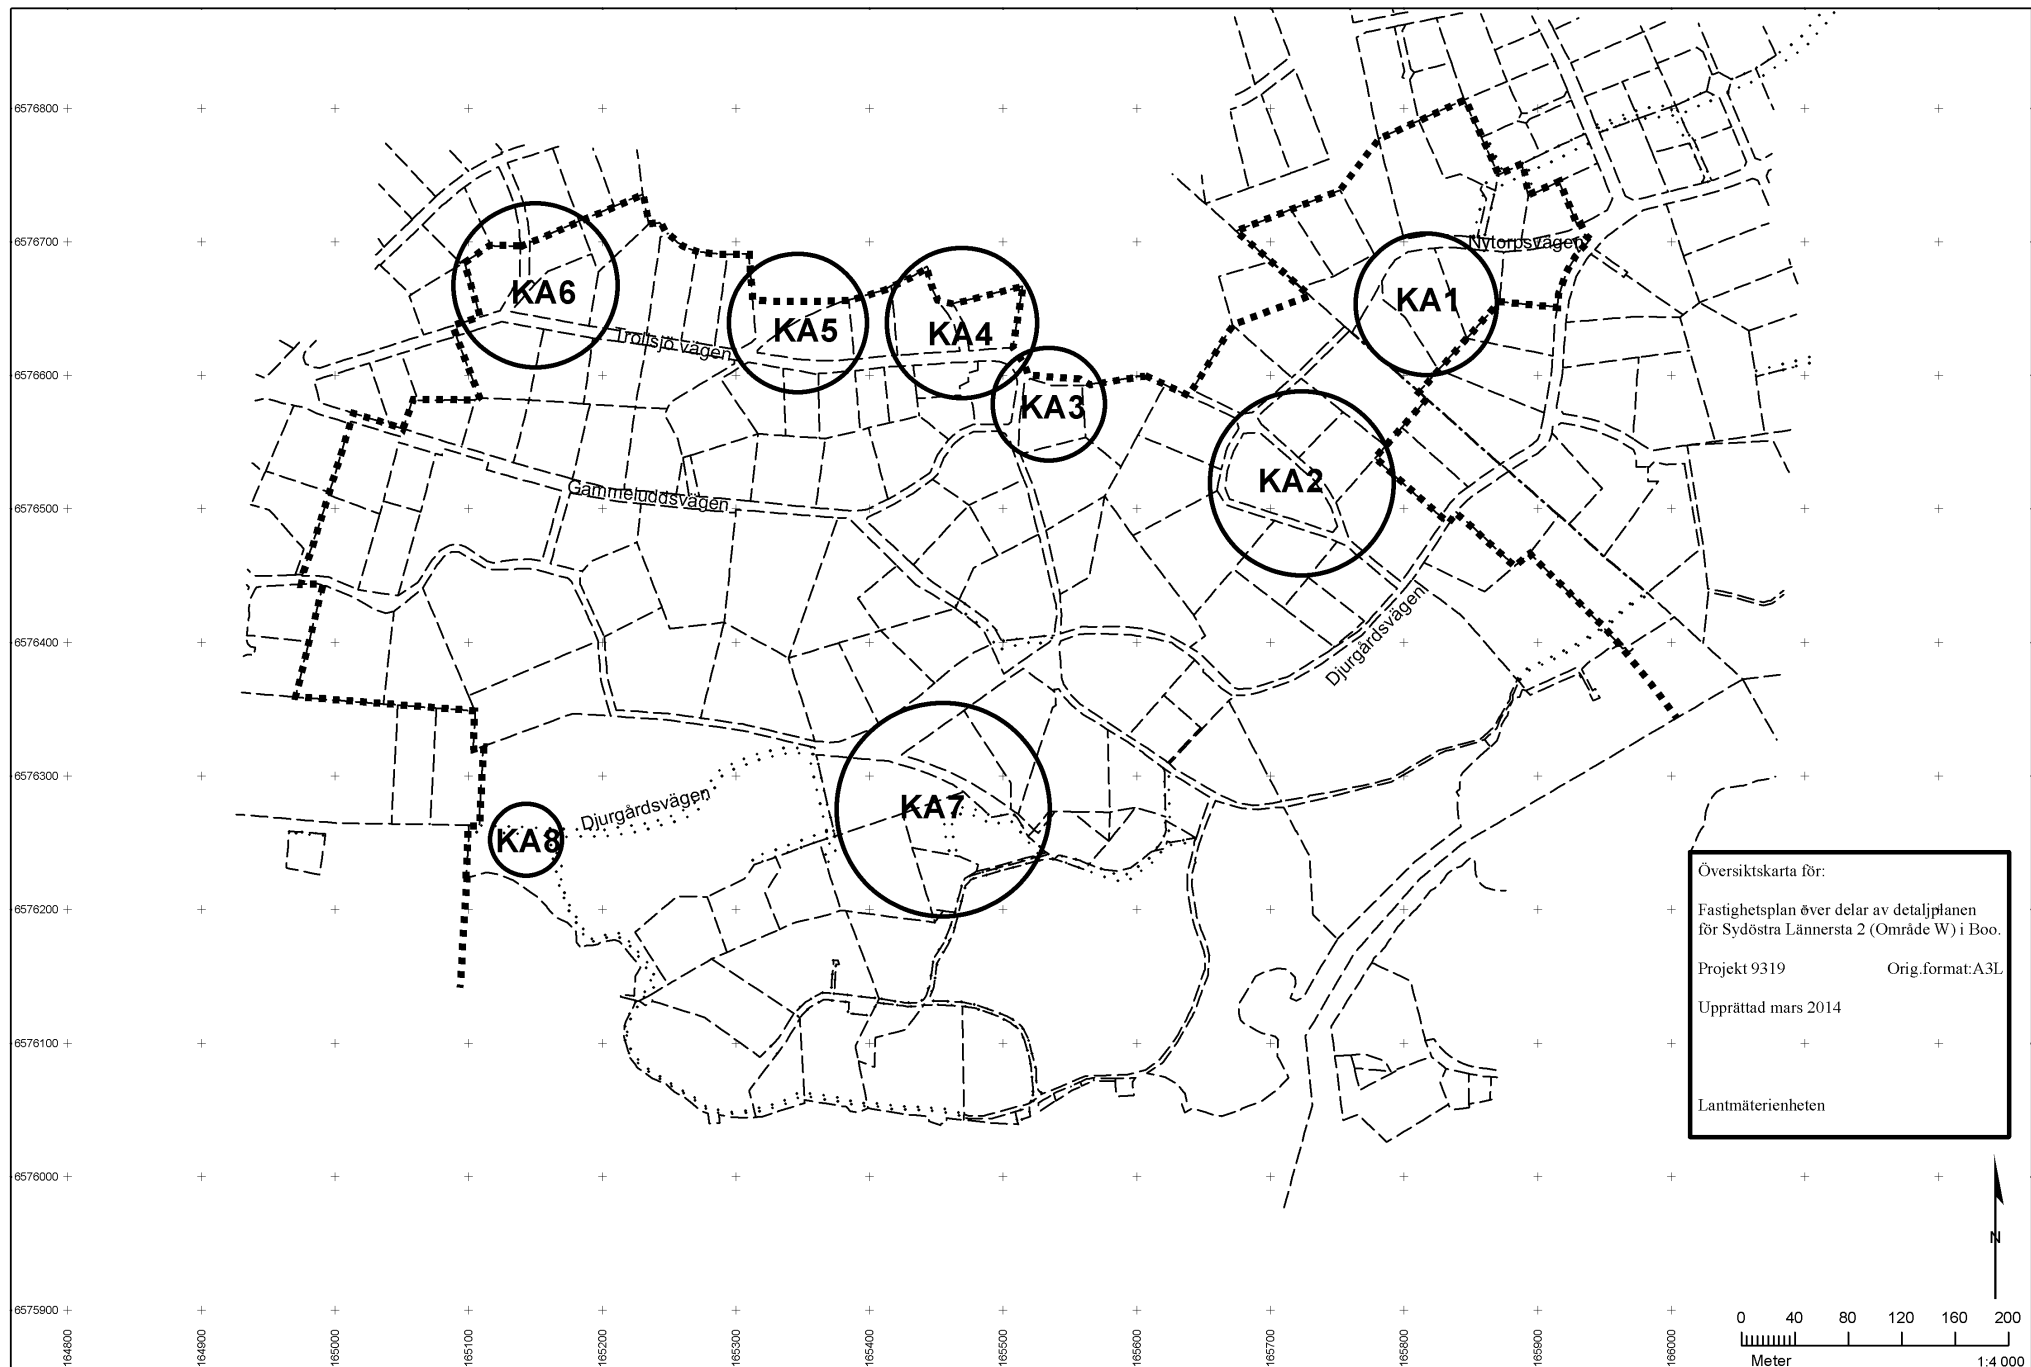 6576800
6576700
Nytorpsvägen
KA6
KA1
KA5
KA4
Trollsjö vägen
6576600
KA3
KA2
Gammeluddsvägen
6576500
Djurgårdsvägen
6576400
6576300
Djurgårdsvägen
KA7
KA8
6576200
6576100
6576000
6575900
Översiktskarta för:
Fastighetsplan över delar av detaljplanen
för Sydöstra Lännersta 2 (Område W) i Boo.
Projekt 9319 Orig.format:A3L
Upprättad mars 2014
Lantmäterienheten
N
0 40 80 120 160 200
Meter 1:4 000
164800 164900 165000 165100 165200 165300 165400 165500 165600 165700 165800 165900 166000